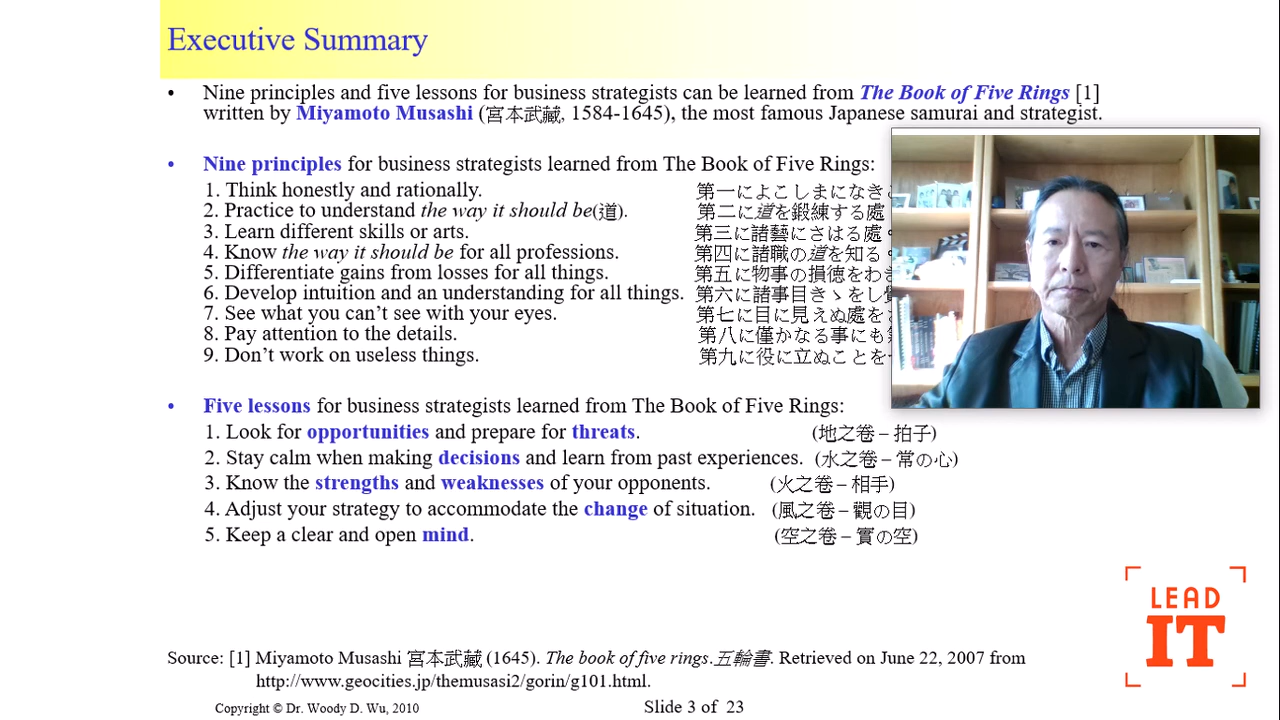 Executive Summary
• Nine principles and five lessons for business strategists can be learned from The Book of Five Rings [1]
written by Miyamoto Musashi (宮本武藏, 1584-1645), the most famous Japanese samurai and strategist.
• Nine principles for business strategists learned from The Book of Five Rings:
1. Think honestly and rationally. 第一によこしまになき
2. Practice to understand the way it should be(道). 第二に道を鍛練する處
3. Learn different skills or arts. 第三に諸藝にさはる處
4. Know the way it should be for all professions. 第四に諸職の道を知る
5. Differentiate gains from losses for all things. 第五に物事の損徳をわ
6. Develop intuition and an understanding for all things. 第六に諸事目きゝをし
7. See what you can’t see with your eyes. 第七に目に見えぬ處を
8. Pay attention to the details. 第八に僅かなる事にも
9. Don’t work on useless things. 第九に役に立ぬことを
• Five lessons for business strategists learned from The Book of Five Rings:
1. Look for opportunities and prepare for threats. (地之卷 – 拍子)
2. Stay calm when making decisions and learn from past experiences. (水之卷 – 常の心)
3. Know the strengths and weaknesses of your opponents. (火之卷 – 相手)
4. Adjust your strategy to accommodate the change of situation. (風之卷 – 觀の目)
5. Keep a clear and open mind. (空之卷 – 實の空)
LEAD
IT
Source: [1] Miyamoto Musashi 宮本武藏 (1645). The book of five rings.五輪書. Retrieved on June 22, 2007 from
http://www.geocities.jp/themusasi2/gorin/g101.html.
Copyright © Dr. Woody D. Wu, 2010 Slide 3 of 23